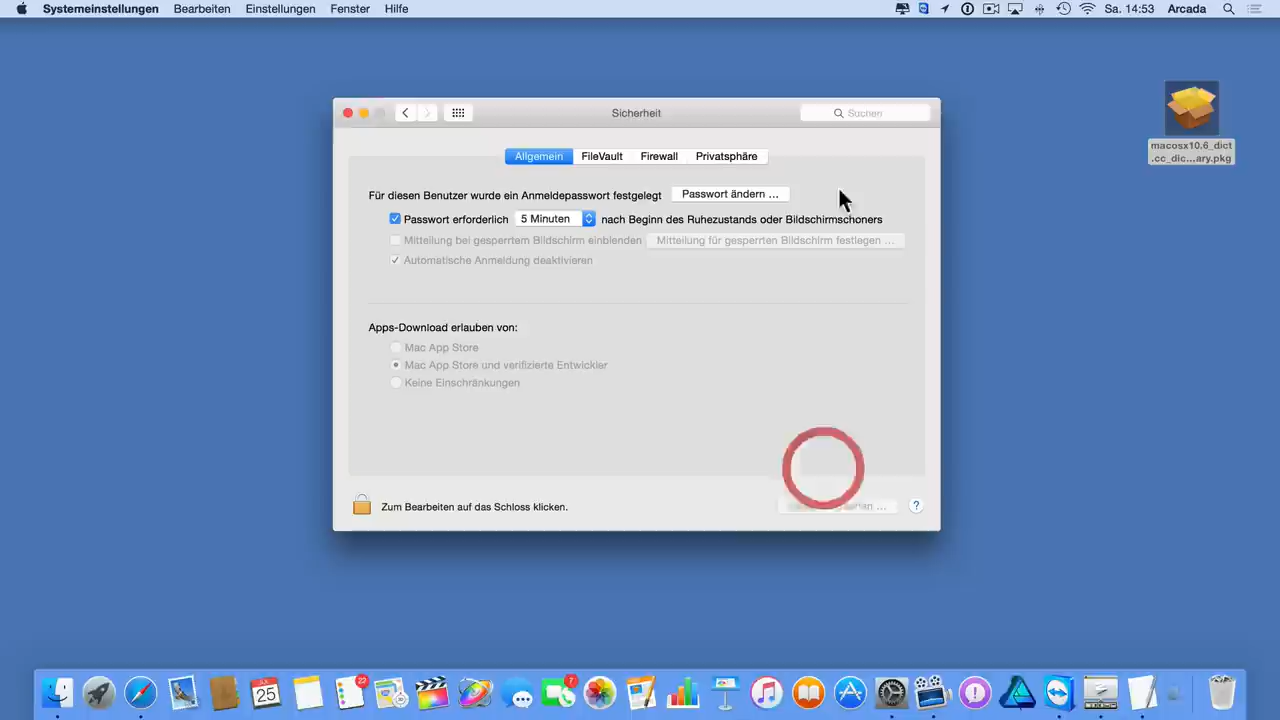 Systemeinstellungen Bearbeiten Einstellungen Fenster Hilfe
Sa. 14:53 Arcada
Sicherheit
Suchen
Allgemein FileVault Firewall Privatsphäre
Für diesen Benutzer wurde ein Anmeldepasswort festgelegt Passwort ändern ...
Passwort erforderlich 5 Minuten nach Beginn des Ruhezustands oder Bildschirmschoners
Mitteilung bei gesperrtem Bildschirm einblenden Mitteilung für gesperrten Bildschirm festlegen ...
Automatische Anmeldung deaktivieren
Apps-Download erlauben von:
Mac App Store
Mac App Store und verifizierte Entwickler
Keine Einschränkungen
Zum Bearbeiten auf das Schloss klicken.
?
macosx10.6_dict
.cc_dic...ary.pkg
JUL
25
22
7